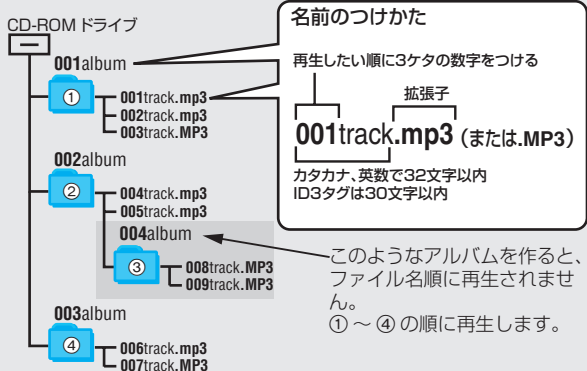 CD-ROM ドライブ
001album
①
001track.mp3
002track.mp3
003track.MP3
002album
②
004track.mp3
005track.mp3
004album
③
008track.MP3
009track.MP3
003album
④
006track.mp3
007track.MP3
名前のつけかた
再生したい順に3ケタの数字をつける
拡張子
001track.mp3 (または.MP3)
カタカナ、英数で32文字以内
ID3タグは30文字以内
このようなアルバムを作ると、
ファイル名順に再生されませ
ん。
① ～ ④ の順に再生します。